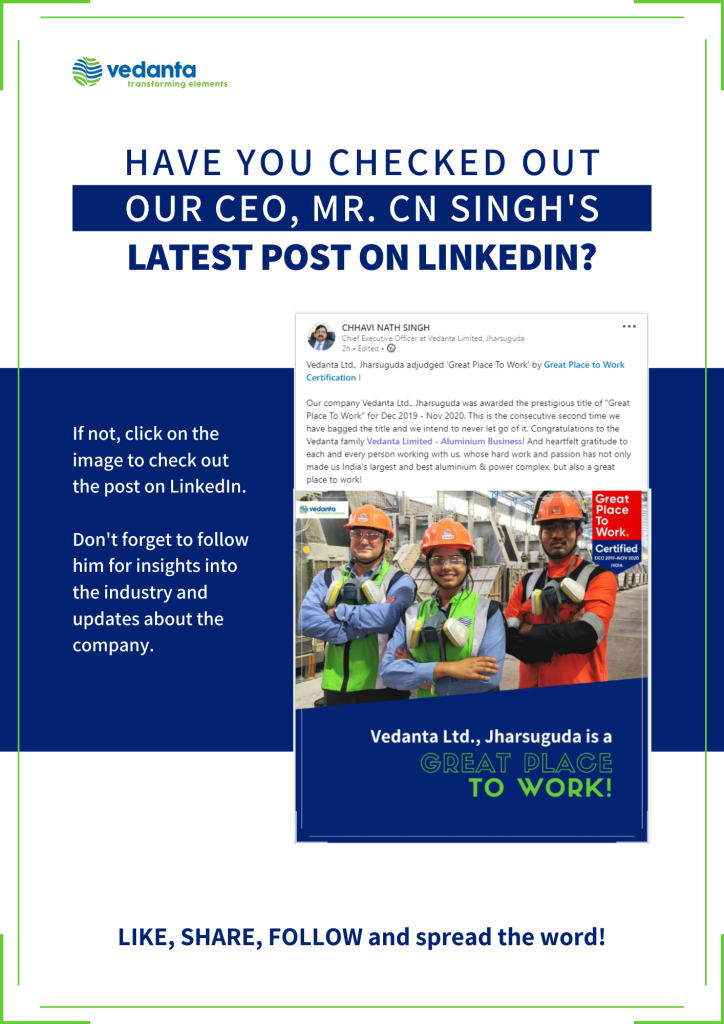 vedanta
transforming elements
HAVE YOU CHECKED OUT
OUR CEO, MR. CN SINGH'S
LATEST POST ON LINKEDIN?
If not, click on the
image to check out
the post on LinkedIn.
Don't forget to follow
him for insights into
the industry and
updates about the
company.
CHHAVI NATH SINGH
Chief Executive Officer at Vedanta Limited, Jharsuguda
2h • Edited •
Vedanta Ltd., Jharsuguda adjudged 'Great Place To Work' by Great Place to Work
Certification !
Our company Vedanta Ltd., Jharsuguda was awarded the prestigious title of "Great
Place To Work" for Dec 2019 - Nov 2020. This is the consecutive second time we
have bagged the title and we intend to never let go of it. Congratulations to the
Vedanta family Vedanta Limited - Aluminium Business! And heartfelt gratitude to
each and every person working with us, whose hard work and passion has not only
made us India's largest and best aluminium & power complex, but also a great
place to work!
vedanta
transforming elements
Great
Place
To
Work.
Certified
DEC 2019-NOV 2020
INDIA
Vedanta Ltd., Jharsuguda is a
GREAT PLACE
TO WORK!
LIKE, SHARE, FOLLOW and spread the word!